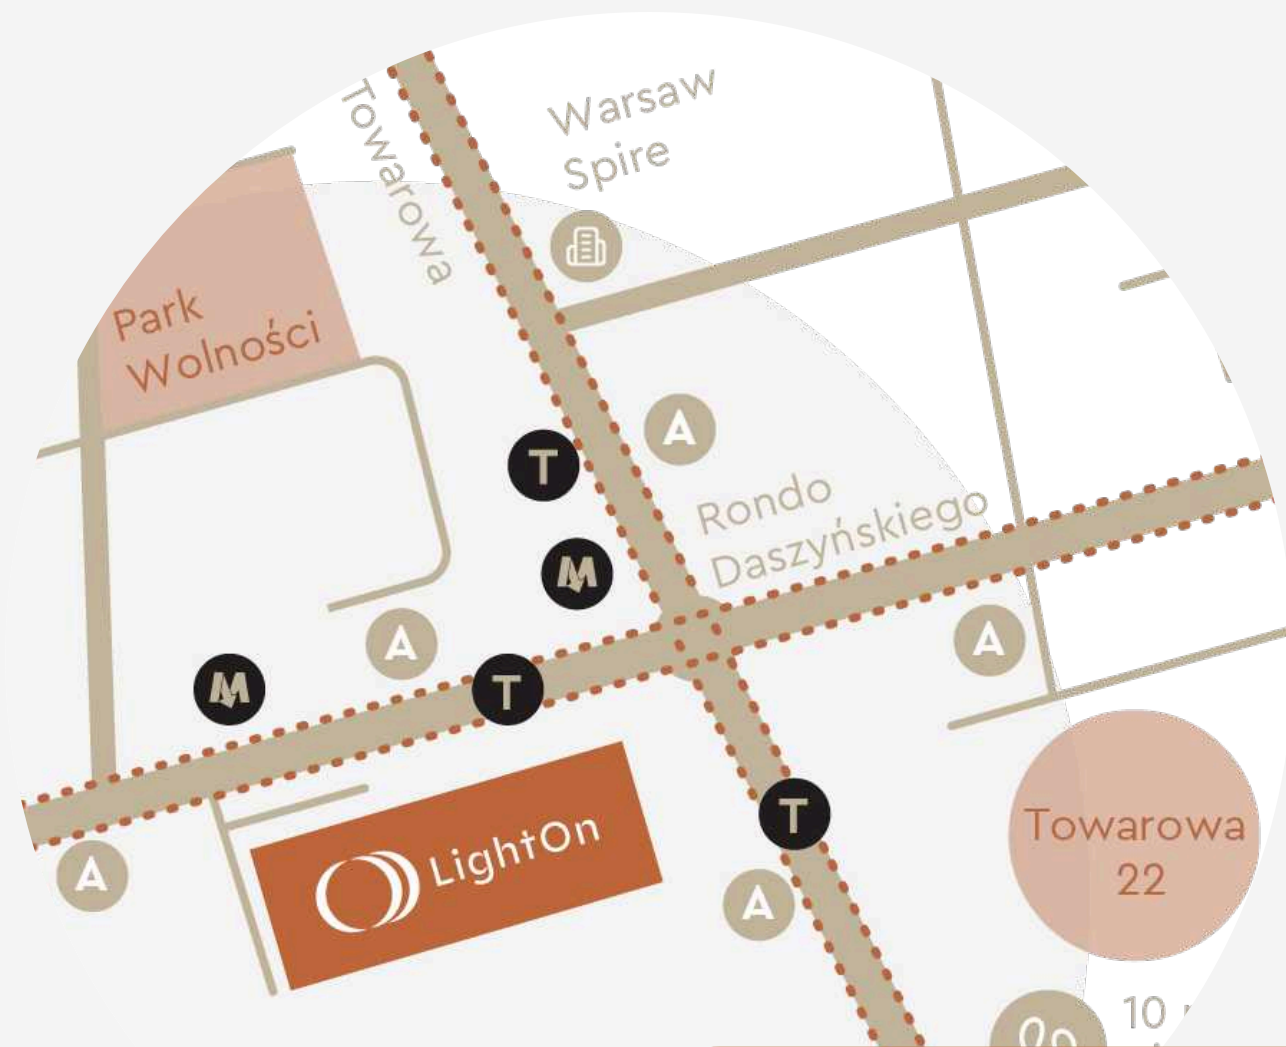 Towarowa
Warsaw
Spire
Park
Wolności
A
T
Rondo
Daszyńskiego
M
A
A
M
T
T
LightOn
A
A
Towarowa
22
10